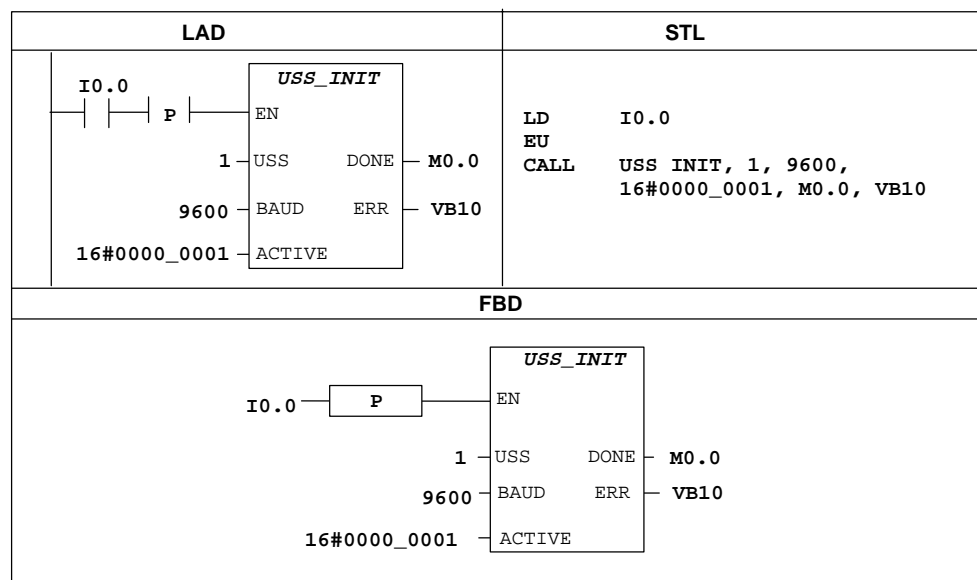 LAD
STL
I0.0
P
USS_INIT
EN
1 USS DONE M0.0
9600 BAUD ERR VB10
16#0000_0001 ACTIVE
LD I0.0
EU
CALL USS INIT, 1, 9600,
16#0000_0001, M0.0, VB10
FBD
USS_INIT
I0.0 P EN
1 USS DONE M0.0
9600 BAUD ERR VB10
16#0000_0001 ACTIVE